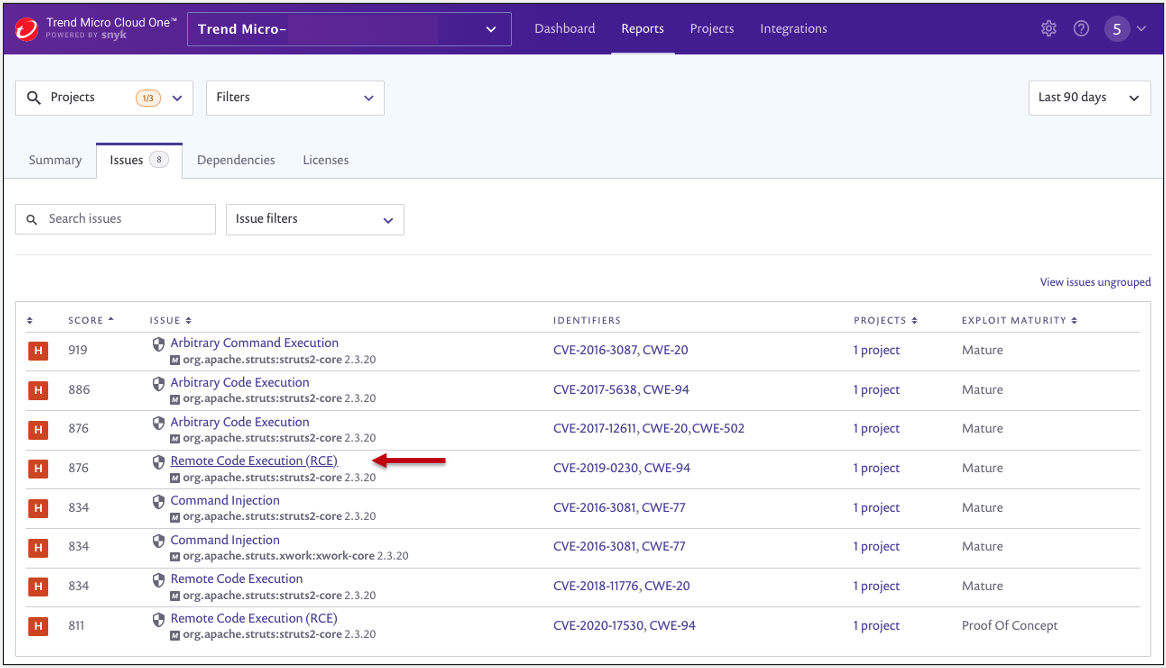 Trend Micro Cloud One™
POWERED BY snyk
Trend Micro-
Dashboard
Reports
Projects
Integrations
5
Projects
1/3
Filters
Last 90 days
Summary
Issues 8
Dependencies
Licenses
Search issues
Issue filters
View issues ungrouped
SCORE ISSUE IDENTIFIERS PROJECTS EXPLOIT MATURITY
H 919 Arbitrary Command Execution CVE-2016-3087, CWE-20 1 project Mature
M org.apache.struts:struts2-core 2.3.20
H 886 Arbitrary Code Execution CVE-2017-5638, CWE-94 1 project Mature
M org.apache.struts:struts2-core 2.3.20
H 876 Arbitrary Code Execution CVE-2017-12611, CWE-20,CWE-502 1 project Mature
M org.apache.struts:struts2-core 2.3.20
H 876 Remote Code Execution (RCE) CVE-2019-0230, CWE-94 1 project Mature
M org.apache.struts:struts2-core 2.3.20
H 834 Command Injection CVE-2016-3081, CWE-77 1 project Mature
M org.apache.struts:struts2-core 2.3.20
H 834 Command Injection CVE-2016-3081, CWE-77 1 project Mature
M org.apache.struts.xwork:xwork-core 2.3.20
H 834 Remote Code Execution CVE-2018-11776, CWE-20 1 project Mature
M org.apache.struts:struts2-core 2.3.20
H 811 Remote Code Execution (RCE) CVE-2020-17530, CWE-94 1 project Proof Of Concept
M org.apache.struts:struts2-core 2.3.20